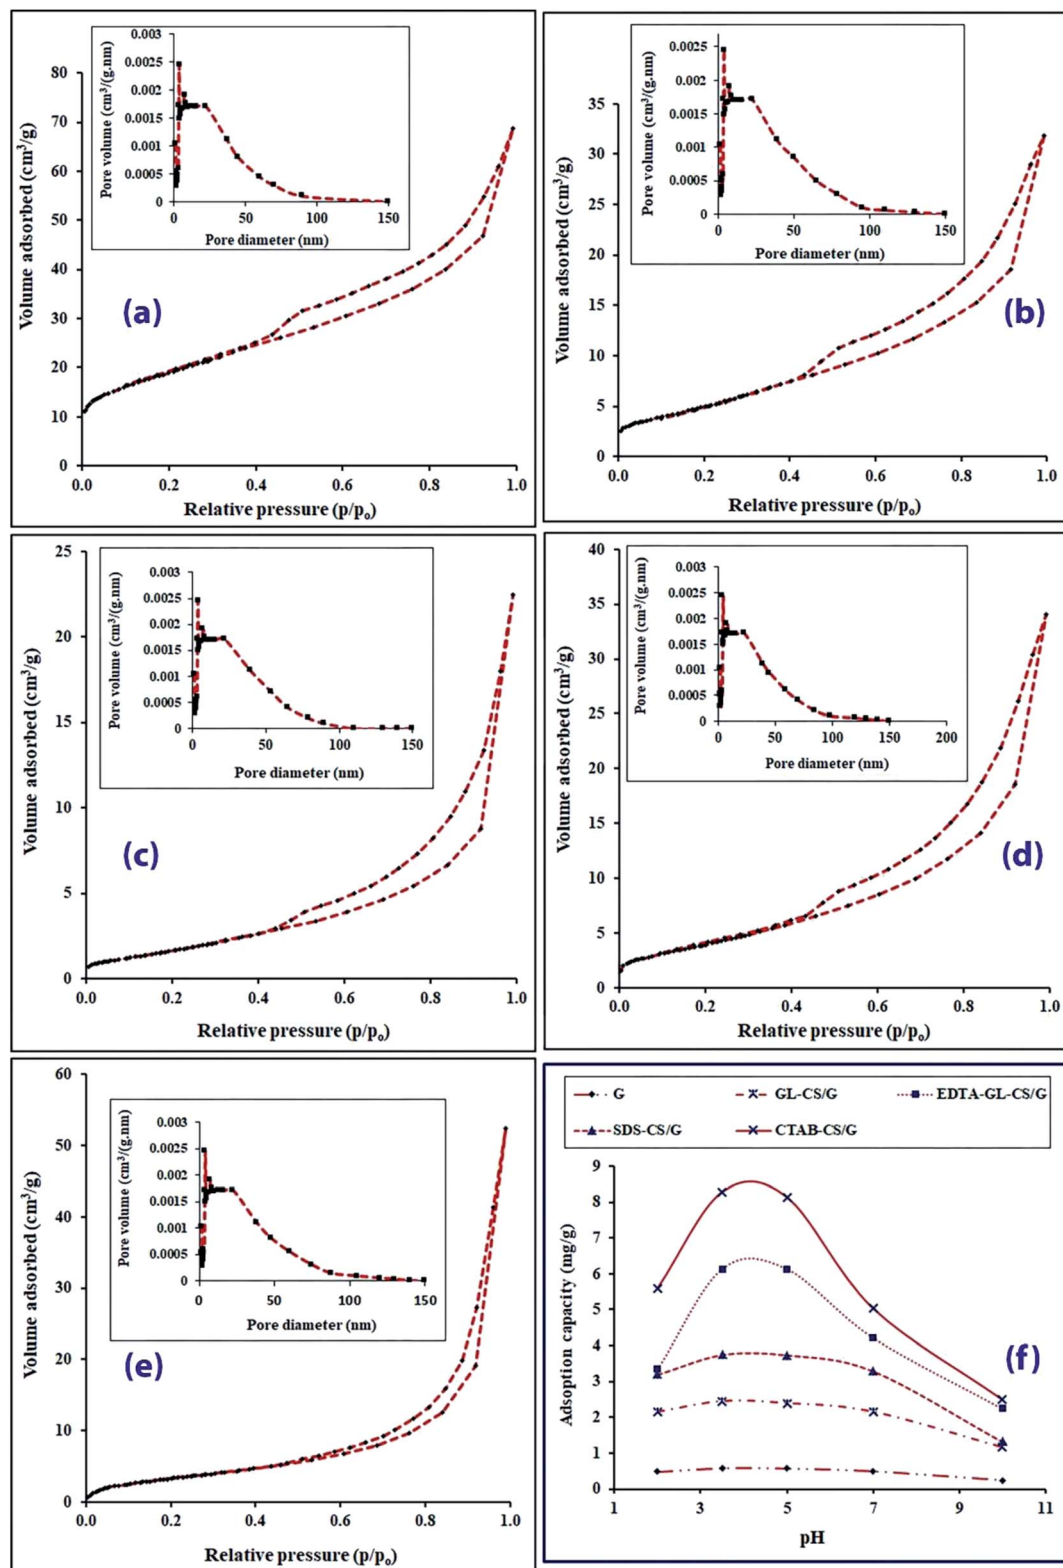 Volume adsorbed (cm³/g)
80
70
60
50
40
30
20
10
0
0.0 0.2 0.4 0.6 0.8 1.0
Relative pressure (p/pₒ)
Pore volume (cm³/(g.nm)
0.003
0.0025
0.002
0.0015
0.001
0.0005
0
0 50 100 150
Pore diameter (nm)
(a)
Volume adsorbed (cm³/g)
35
30
25
20
15
10
5
0
0.0 0.2 0.4 0.6 0.8 1.0
Relative pressure (p/pₒ)
Pore volume (cm³/(g.nm)
0.0025
0.002
0.0015
0.001
0.0005
0
0 50 100 150
Pore diameter (nm)
(b)
Volume adsorbed (cm³/g)
25
20
15
10
5
0
0.0 0.2 0.4 0.6 0.8 1.0
Relative pressure (p/pₒ)
Pore volume (cm³/(g.nm)
0.003
0.0025
0.002
0.0015
0.001
0.0005
0
0 50 100 150
Pore diameter (nm)
(c)
Volume adsorbed (cm³/g)
40
35
30
25
20
15
10
5
0
0.0 0.2 0.4 0.6 0.8 1.0
Relative pressure (p/pₒ)
Pore volume (cm³/(g.nm)
0.003
0.0025
0.002
0.0015
0.001
0.0005
0
0 50 100 150 200
Pore diameter (nm)
(d)
Volume adsorbed (cm³/g)
60
50
40
30
20
10
0
0.0 0.2 0.4 0.6 0.8 1.0
Relative pressure (p/pₒ)
Pore volume (cm³/(g.nm)
0.003
0.0025
0.002
0.0015
0.001
0.0005
0
0 50 100 150
Pore diameter (nm)
(e)
G GL-CS/G EDTA-GL-CS/G
SDS-CS/G CTAB-CS/G
Adsoption capacity (mg/g)
9
8
7
6
5
4
3
2
1
0
1 3 5 7 9 11
pH
(f)